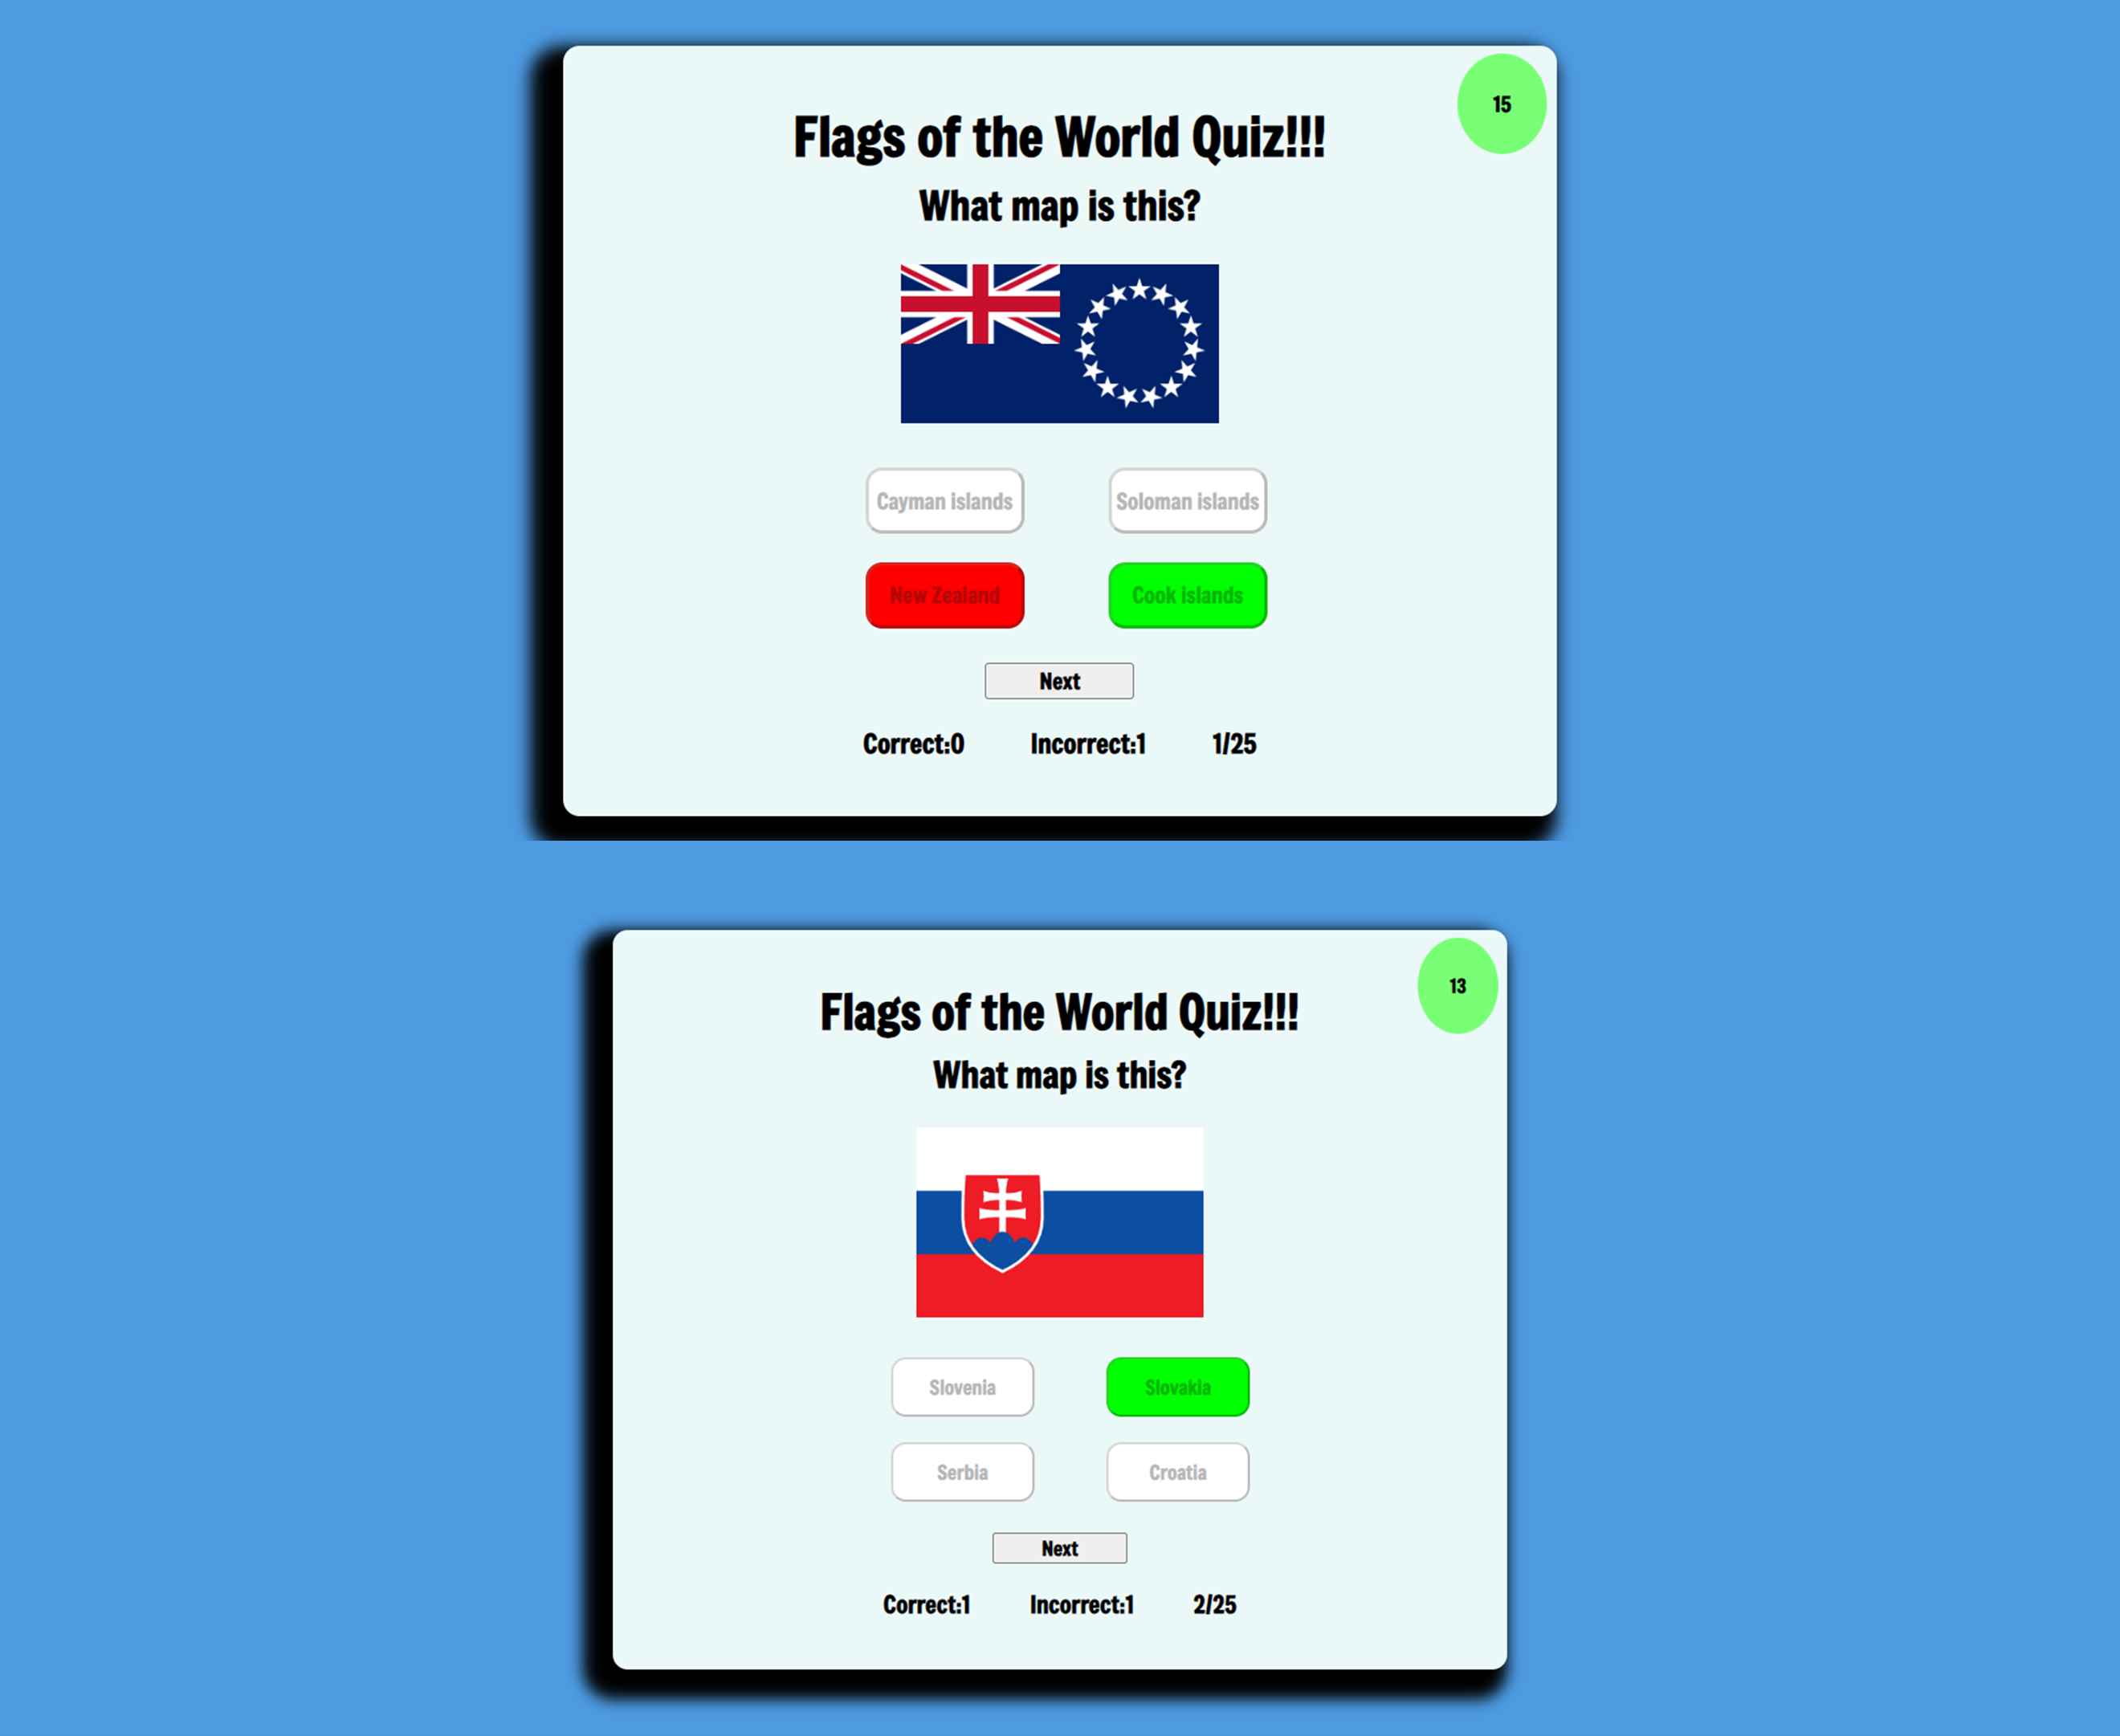 15
Flags of the World Quiz!!!
What map is this?
Cayman islands Soloman islands
New Zealand Cook islands
Next
Correct:0 Incorrect:1 1/25
13
Flags of the World Quiz!!!
What map is this?
Slovenia Slovakia
Serbia Croatia
Next
Correct:1 Incorrect:1 2/25